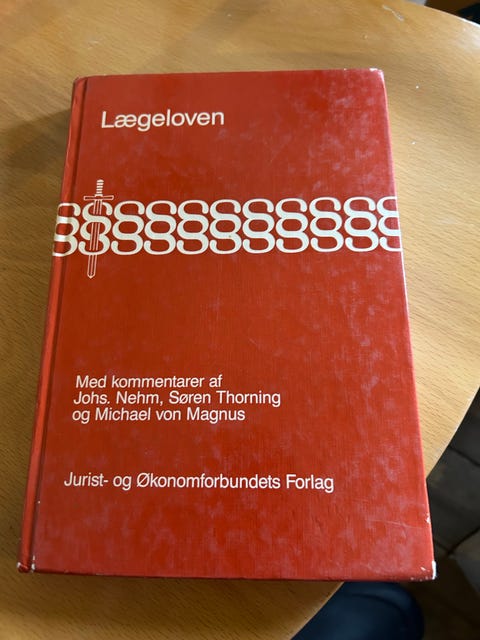 Lægeloven
§§§§§§§§§§§§
Med kommentarer af
Johs. Nehm, Søren Thorning
og Michael von Magnus
Jurist- og Økonomforbundets Forlag